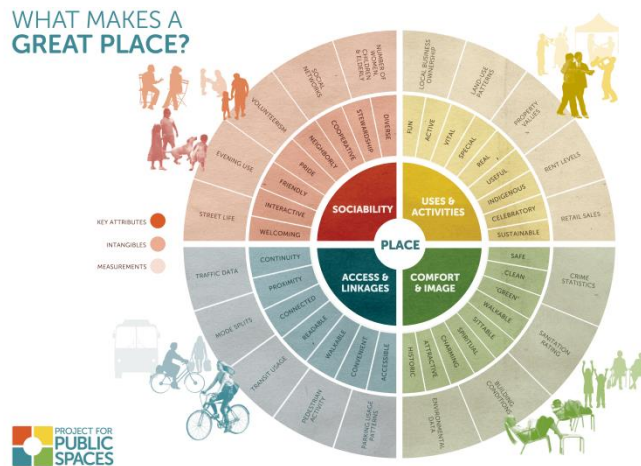 WHAT MAKES A
GREAT PLACE?
NUMBER OF
WOMEN,
CHILDREN
& ELDERLY
SOCIAL
NETWORKS
VOLUNTEERISM
EVENING USE
STREET LIFE
DIVERSE
STEWARDSHIP
COOPERATIVE
NEIGHBORLY
PRIDE
FRIENDLY
INTERACTIVE
WELCOMING
SOCIABILITY
LOCAL BUSINESS
OWNERSHIP
LAND-USE
PATTERNS
PROPERTY
VALUES
RENT LEVELS
RETAIL SALES
FUN
ACTIVE
VITAL
SPECIAL
REAL
USEFUL
INDIGENOUS
CELEBRATORY
SUSTAINABLE
USES &
ACTIVITIES
PLACE
KEY ATTRIBUTES
INTANGIBLES
MEASUREMENTS
ACCESS &
LINKAGES
CONTINUITY
PROXIMITY
CONNECTED
READABLE
WALKABLE
CONVENIENT
ACCESSIBLE
TRAFFIC DATA
MODE SPLITS
TRANSIT USAGE
PEDESTRIAN
ACTIVITY
PARKING USAGE
PATTERNS
COMFORT
& IMAGE
SAFE
CLEAN
"GREEN"
WALKABLE
SITTABLE
SPIRITUAL
CHARMING
ATTRACTIVE
HISTORIC
CRIME
STATISTICS
SANITATION
RATING
BUILDING
CONDITIONS
ENVIRONMENTAL
DATA
PROJECT FOR
PUBLIC
SPACES